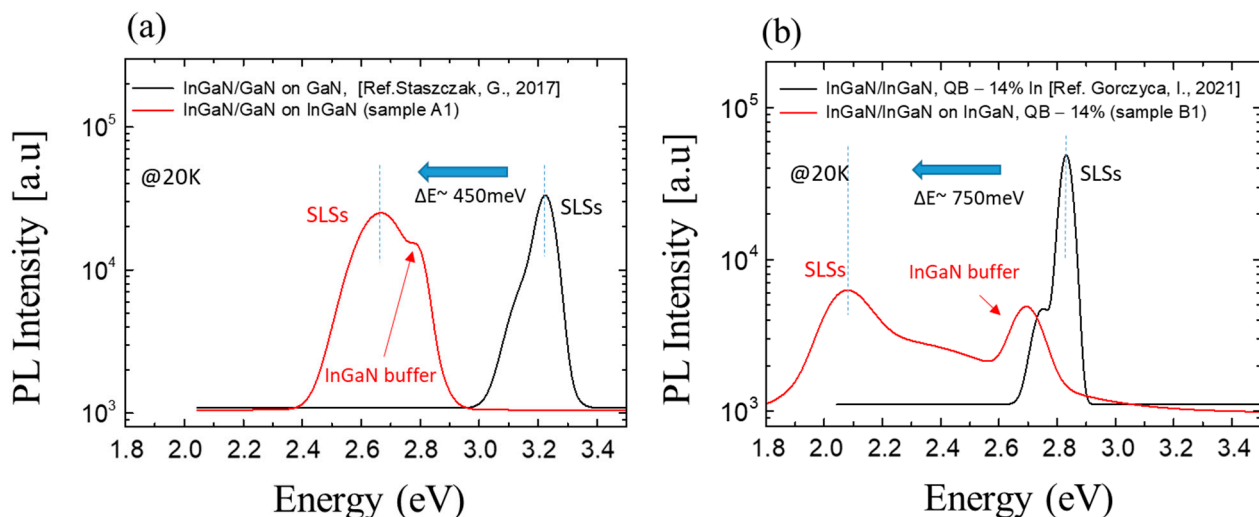 (a)
InGaN/GaN on GaN, [Ref.Staszczak, G., 2017]
InGaN/GaN on InGaN (sample A1)
@20K
SLSs
ΔE~ 450meV
SLSs
InGaN buffer
PL Intensity [a.u]
10^5
10^4
10^3
1.8 2.0 2.2 2.4 2.6 2.8 3.0 3.2 3.4
Energy (eV)
(b)
InGaN/InGaN, QB – 14% In [Ref. Gorczyca, I., 2021]
InGaN/InGaN on InGaN, QB – 14% (sample B1)
@20K
ΔE~ 750meV
SLSs
SLSs
InGaN buffer
PL Intensity [a.u]
10^5
10^4
10^3
1.8 2.0 2.2 2.4 2.6 2.8 3.0 3.2 3.4
Energy (eV)